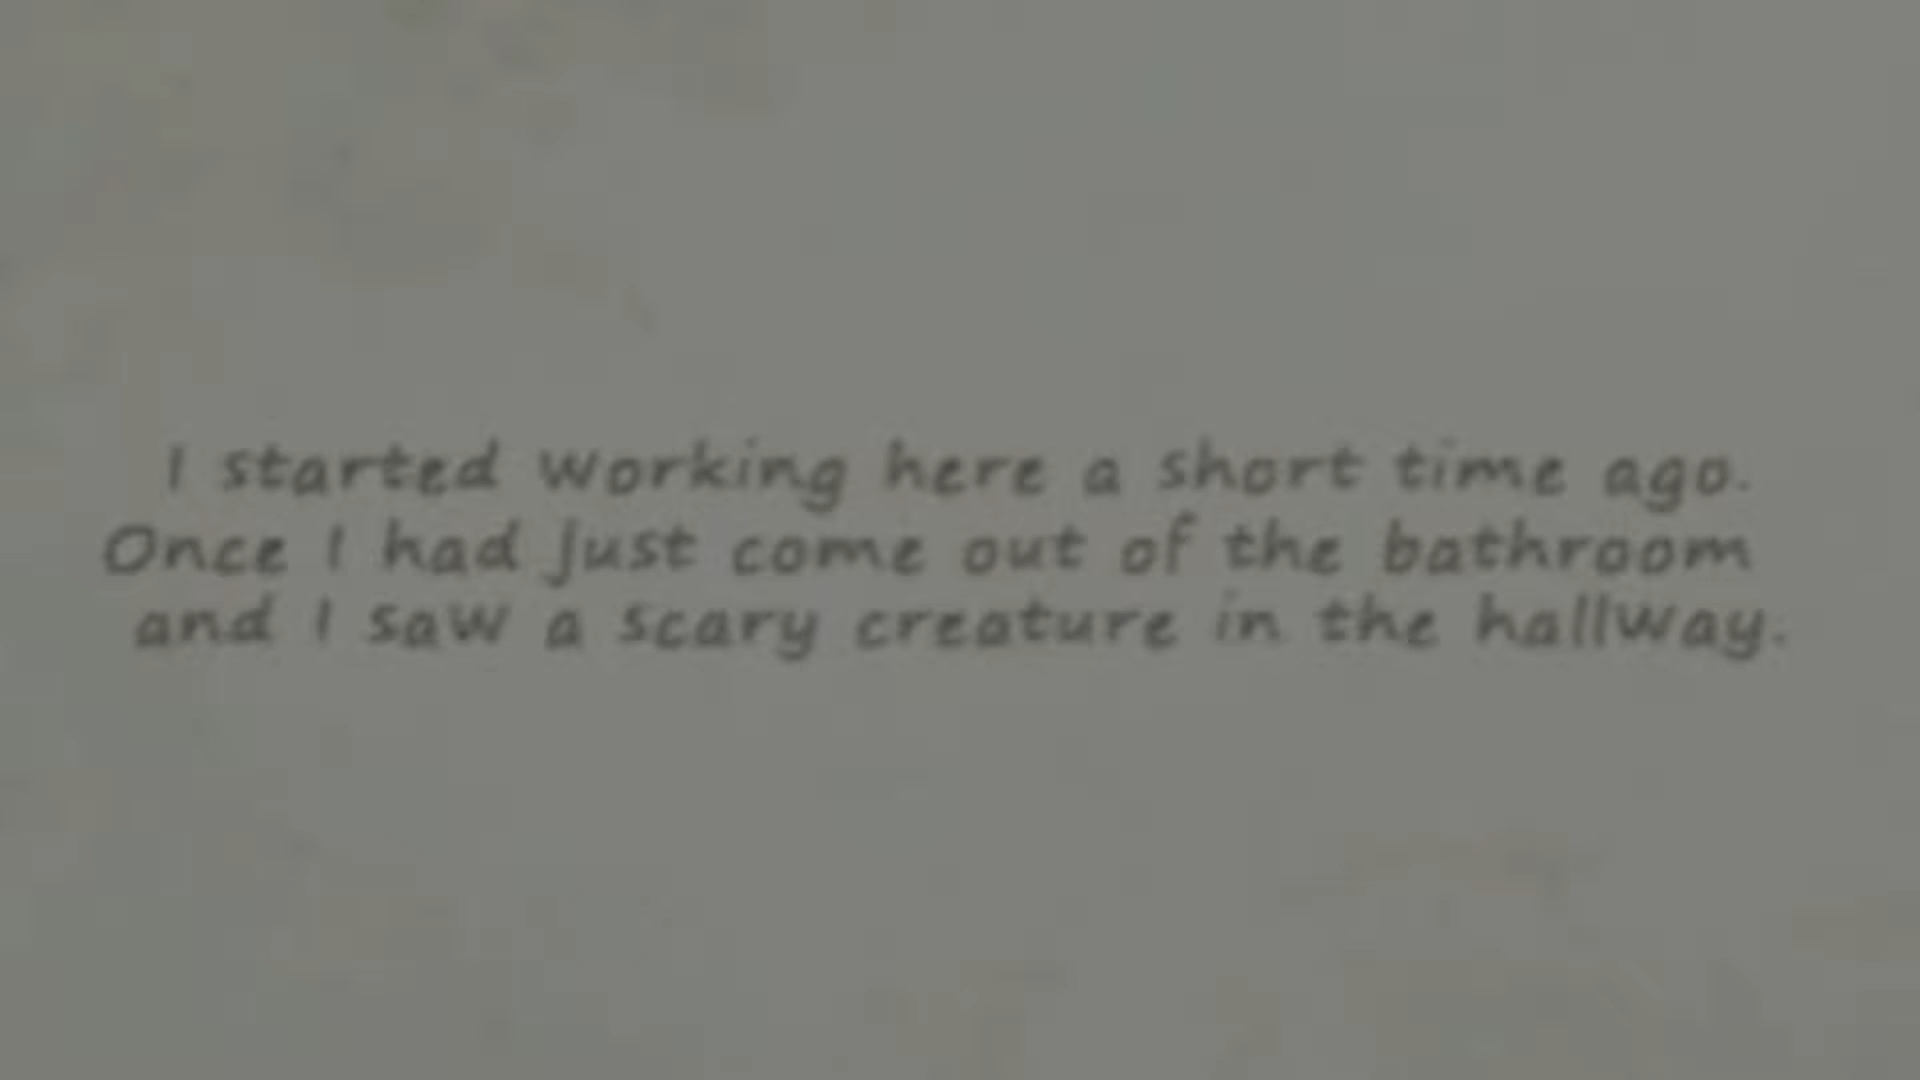 I started working here a short time ago.
Once I had just come out of the bathroom
and I saw a scary creature in the hallway.